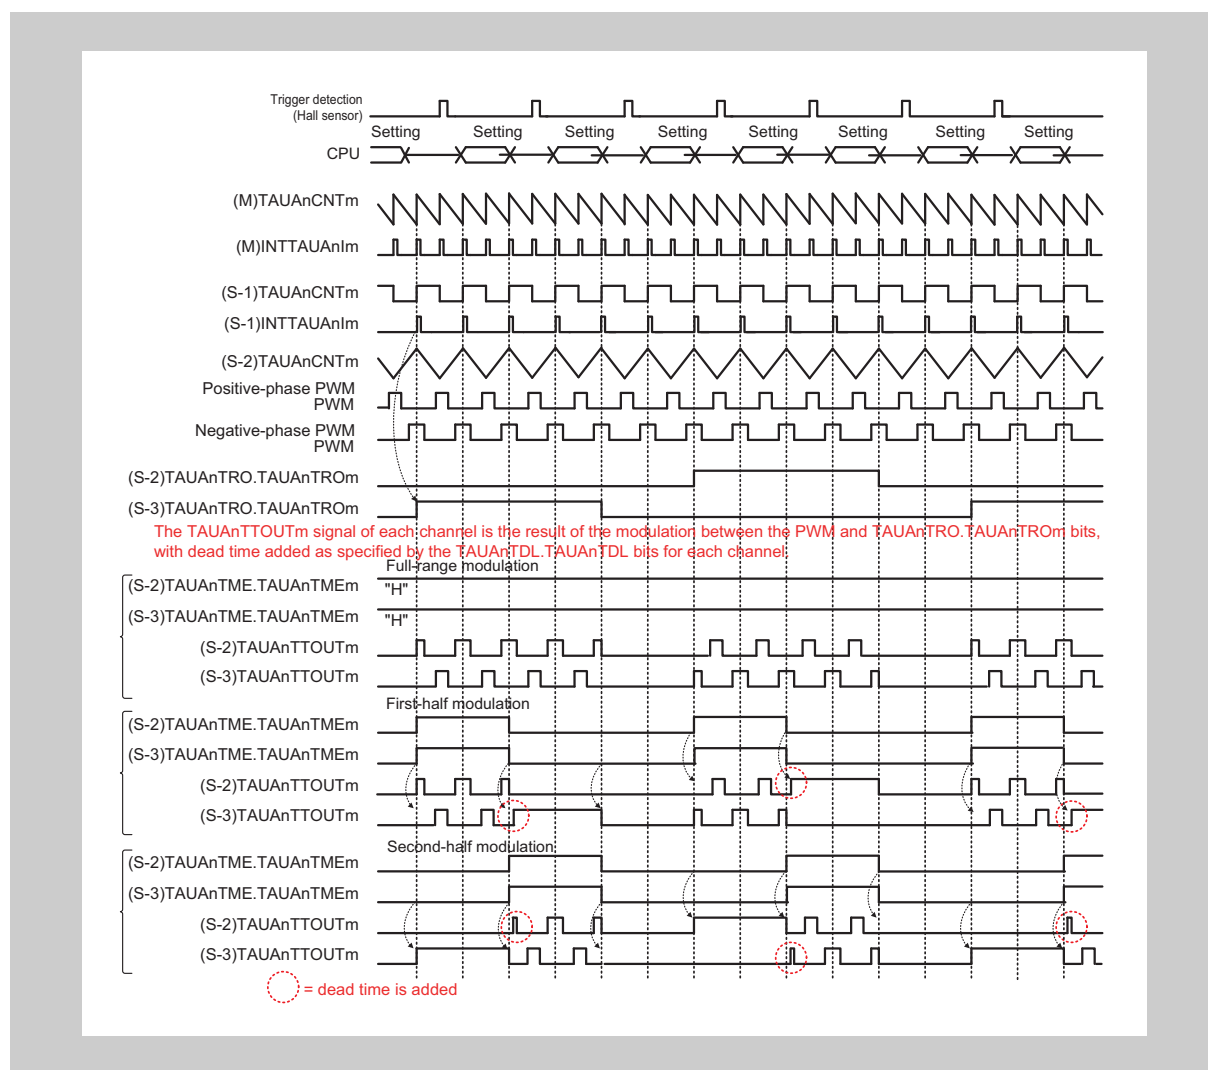 Trigger detection
(Hall sensor)
Setting Setting Setting Setting Setting Setting Setting Setting
CPU
(M)TAUAnCNTm
(M)INTTAUAnIm
(S-1)TAUAnCNTm
(S-1)INTTAUAnIm
(S-2)TAUAnCNTm
Positive-phase PWM
PWM
Negative-phase PWM
PWM
(S-2)TAUAnTRO.TAUAnTROm
(S-3)TAUAnTRO.TAUAnTROm
The TAUAnTTOUTm signal of each channel is the result of the modulation between the PWM and TAUAnTRO.TAUAnTROm bits,
with dead time added as specified by the TAUAnTDL.TAUAnTDL bits for each channel.
Full-range modulation
(S-2)TAUAnTME.TAUAnTMEm "H"
(S-3)TAUAnTME.TAUAnTMEm "H"
(S-2)TAUAnTTOUTm
(S-3)TAUAnTTOUTm
First-half modulation
(S-2)TAUAnTME.TAUAnTMEm
(S-3)TAUAnTME.TAUAnTMEm
(S-2)TAUAnTTOUTm
(S-3)TAUAnTTOUTm
Second-half modulation
(S-2)TAUAnTME.TAUAnTMEm
(S-3)TAUAnTME.TAUAnTMEm
(S-2)TAUAnTTOUTm
(S-3)TAUAnTTOUTm
= dead time is added